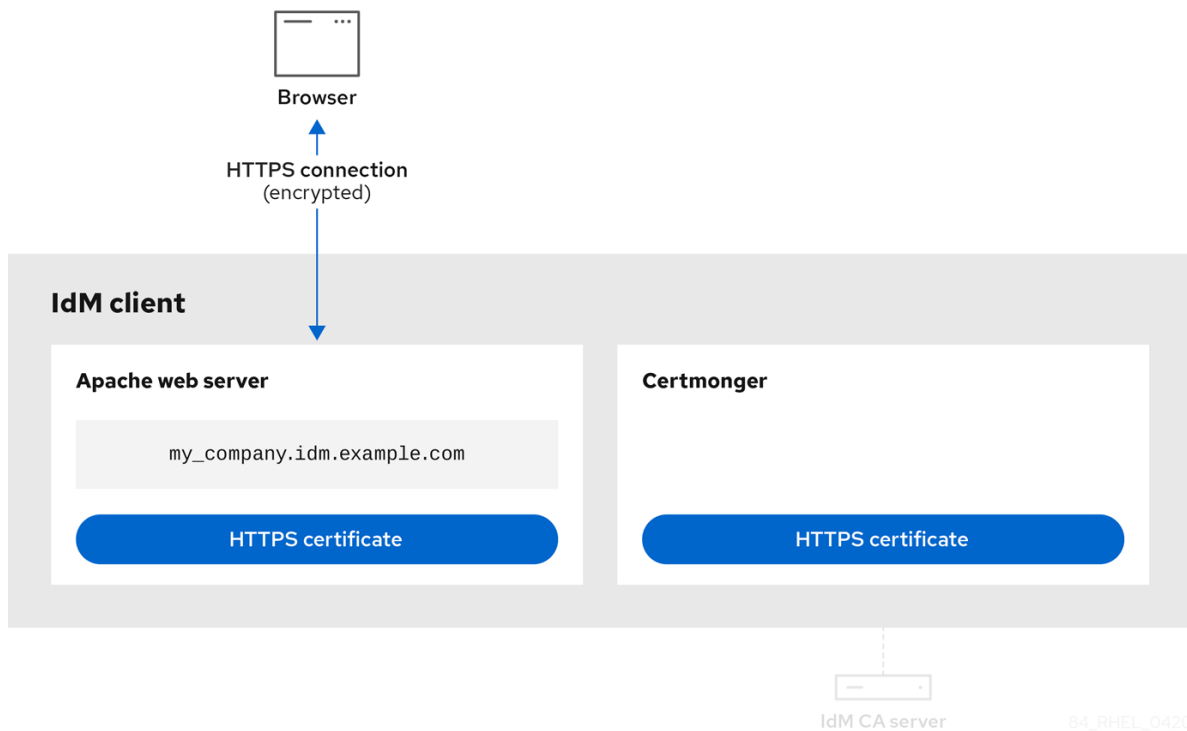 Browser
HTTPS connection
(encrypted)
IdM client
Apache web server
my_company.idm.example.com
HTTPS certificate
Certmonger
HTTPS certificate
IdM CA server
84_RHEL_0420